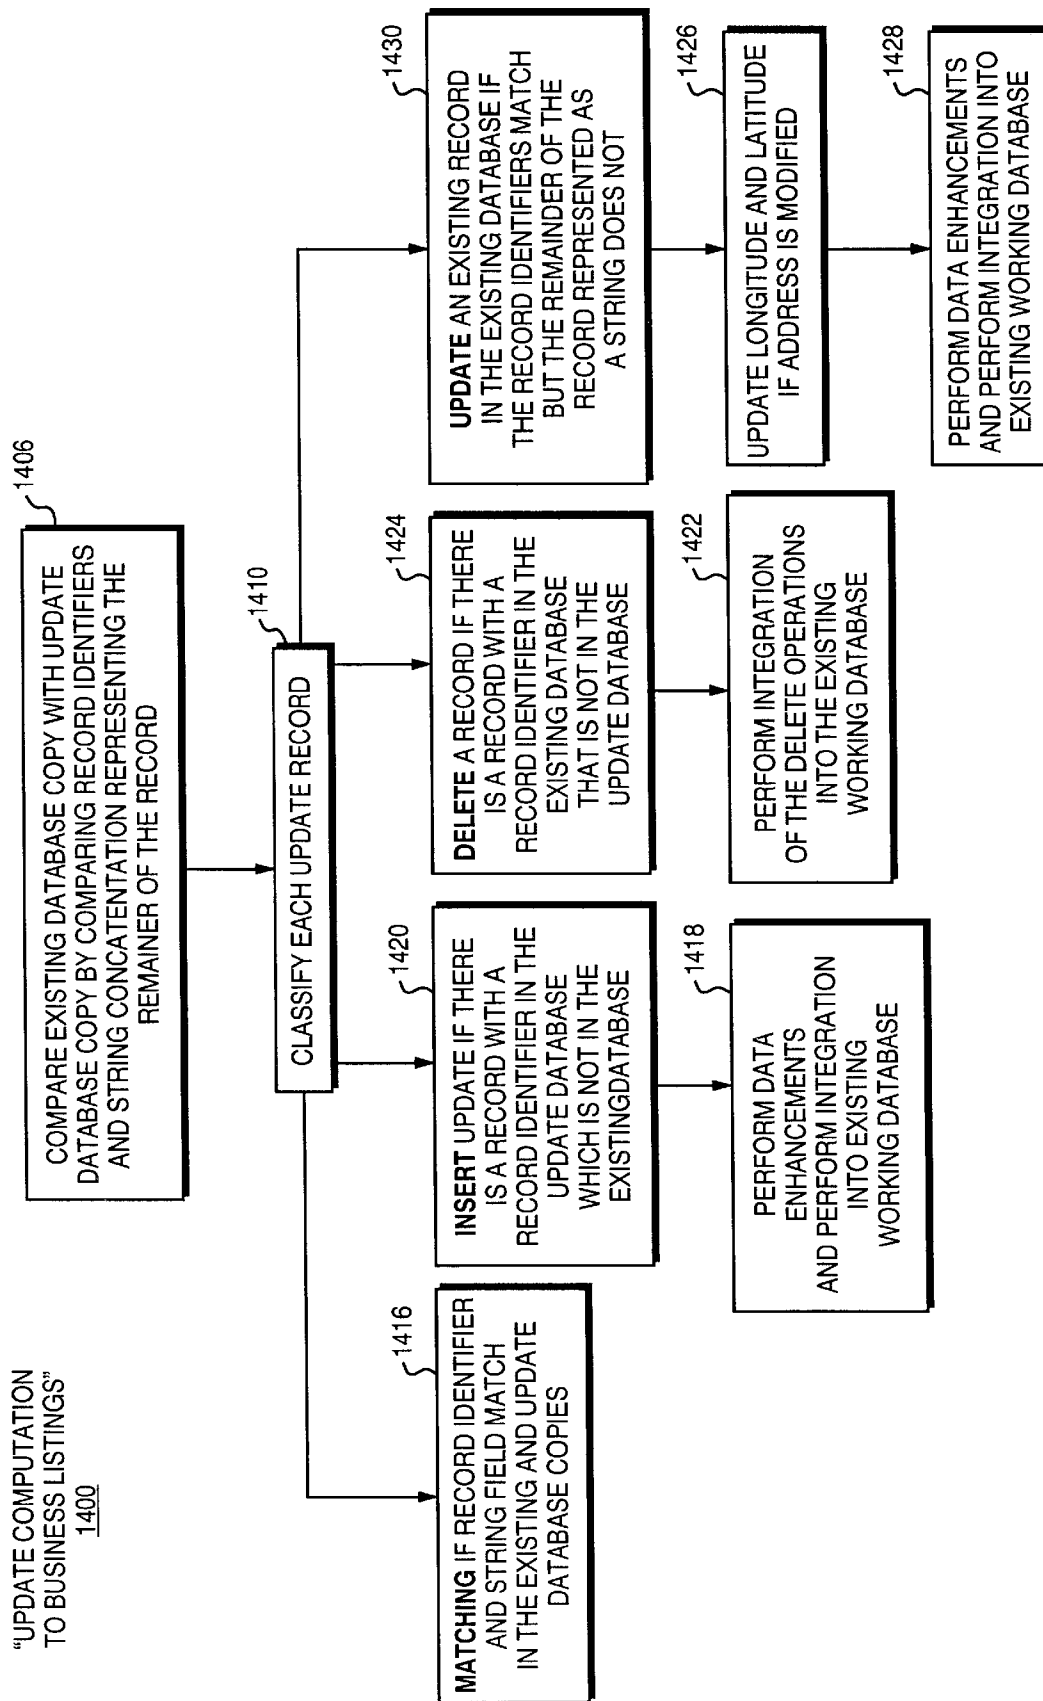 "UPDATE COMPUTATION
TO BUSINESS LISTINGS"
1400
1406
COMPARE EXISTING DATABASE COPY WITH UPDATE
DATABASE COPY BY COMPARING RECORD IDENTIFIERS
AND STRING CONCATENTATION REPRESENTING THE
REMAINER OF THE RECORD
1410
CLASSIFY EACH UPDATE RECORD
1416
MATCHING IF RECORD IDENTIFIER
AND STRING FIELD MATCH
IN THE EXISTING AND UPDATE
DATABASE COPIES
1420
INSERT UPDATE IF THERE
IS A RECORD WITH A
RECORD IDENTIFIER IN THE
UPDATE DATABASE
WHICH IS NOT IN THE
EXISTINGDATABASE
1418
PERFORM DATA
ENHANCEMENTS
AND PERFORM INTEGRATION
INTO EXISTING
WORKING DATABASE
1424
DELETE A RECORD IF THERE
IS A RECORD WITH A
RECORD IDENTIFIER IN THE
EXISTING DATABASE
THAT IS NOT IN THE
UPDATE DATABASE
1422
PERFORM INTEGRATION
OF THE DELETE OPERATIONS
INTO THE EXISTING
WORKING DATABASE
1430
UPDATE AN EXISTING RECORD
IN THE EXISTING DATABASE IF
THE RECORD IDENTIFIERS MATCH
BUT THE REMAINDER OF THE
RECORD REPRESENTED AS
A STRING DOES NOT
1426
UPDATE LONGITUDE AND LATITUDE
IF ADDRESS IS MODIFIED
1428
PERFORM DATA ENHANCEMENTS
AND PERFORM INTEGRATION INTO
EXISTING WORKING DATABASE